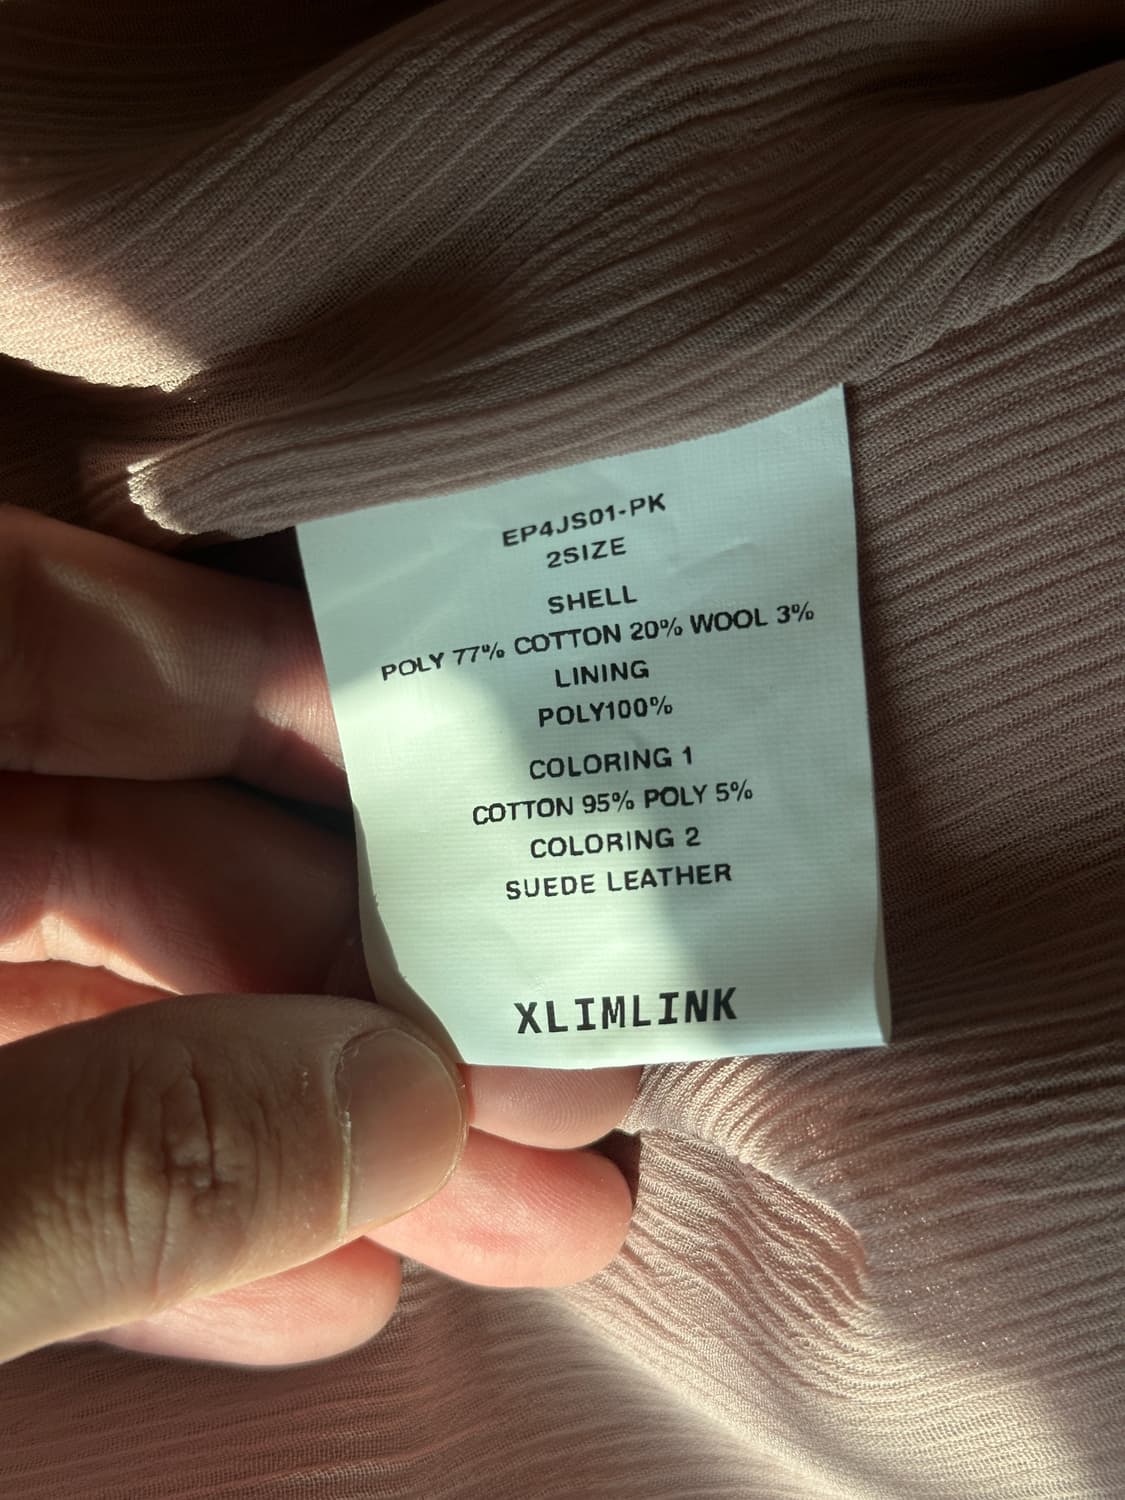 EP4JS01-PK
2SIZE
SHELL
POLY 77% COTTON 20% WOOL 3%
LINING
POLY100%
COLORING 1
COTTON 95% POLY 5%
COLORING 2
SUEDE LEATHER
XLIMLINK